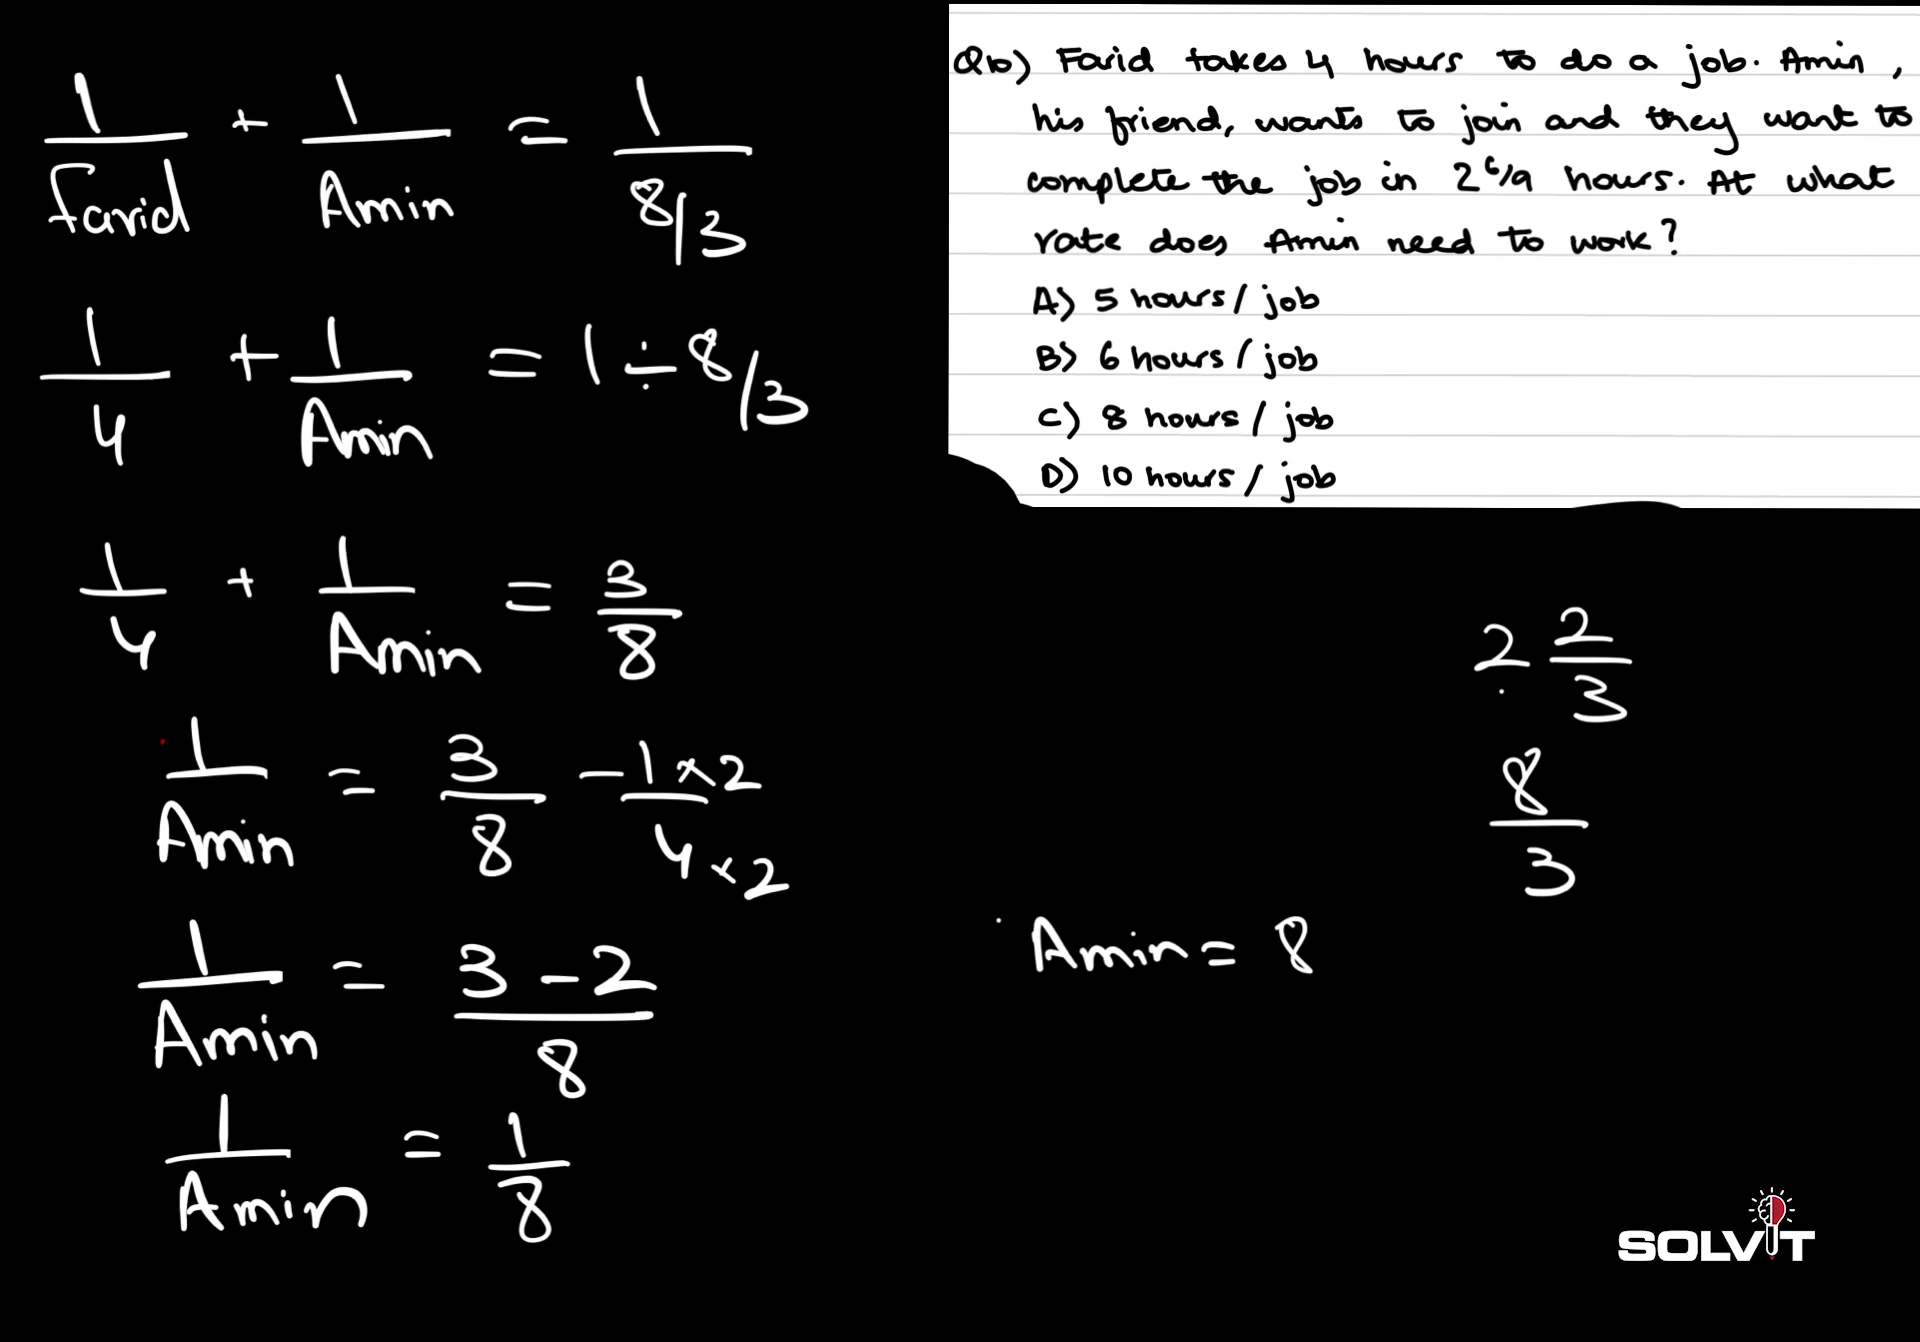 1/Farid + 1/Amin = 1/(8/3)
1/4 + 1/Amin = 1 ÷ 8/3
1/4 + 1/Amin = 3/8
1/Amin = 3/8 - 1×2/4×2
1/Amin = 3-2/8
1/Amin = 1/8
Q10) Farid takes 4 hours to do a job. Amin,
his friend, wants to join and they want to
complete the job in 2 6/9 hours. At what
rate does Amin need to work?
A) 5 hours / job
B) 6 hours / job
C) 8 hours / job
D) 10 hours / job
2 2/3
8/3
Amin = 8
SOLVIT